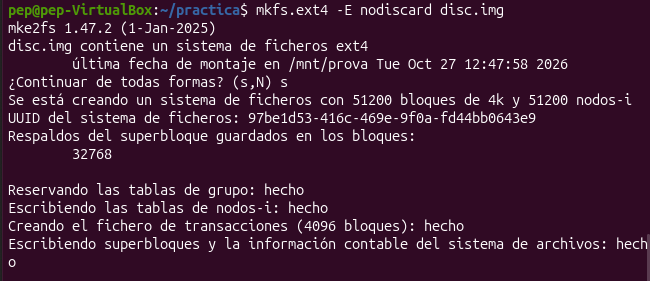 pep@pep-VirtualBox:~/practica$ mkfs.ext4 -E nodiscard disc.img
mke2fs 1.47.2 (1-Jan-2025)
disc.img contiene un sistema de ficheros ext4
        última fecha de montaje en /mnt/prova Tue Oct 27 12:47:58 2026
¿Continuar de todas formas? (s,N) s
Se está creando un sistema de ficheros con 51200 bloques de 4k y 51200 nodos-i
UUID del sistema de ficheros: 97be1d53-416c-469e-9f0a-fd44bb0643e9
Respaldos del superbloque guardados en los bloques:
        32768

Reservando las tablas de grupo: hecho
Escribiendo las tablas de nodos-i: hecho
Creando el fichero de transacciones (4096 bloques): hecho
Escribiendo superbloques y la información contable del sistema de archivos: hech
o